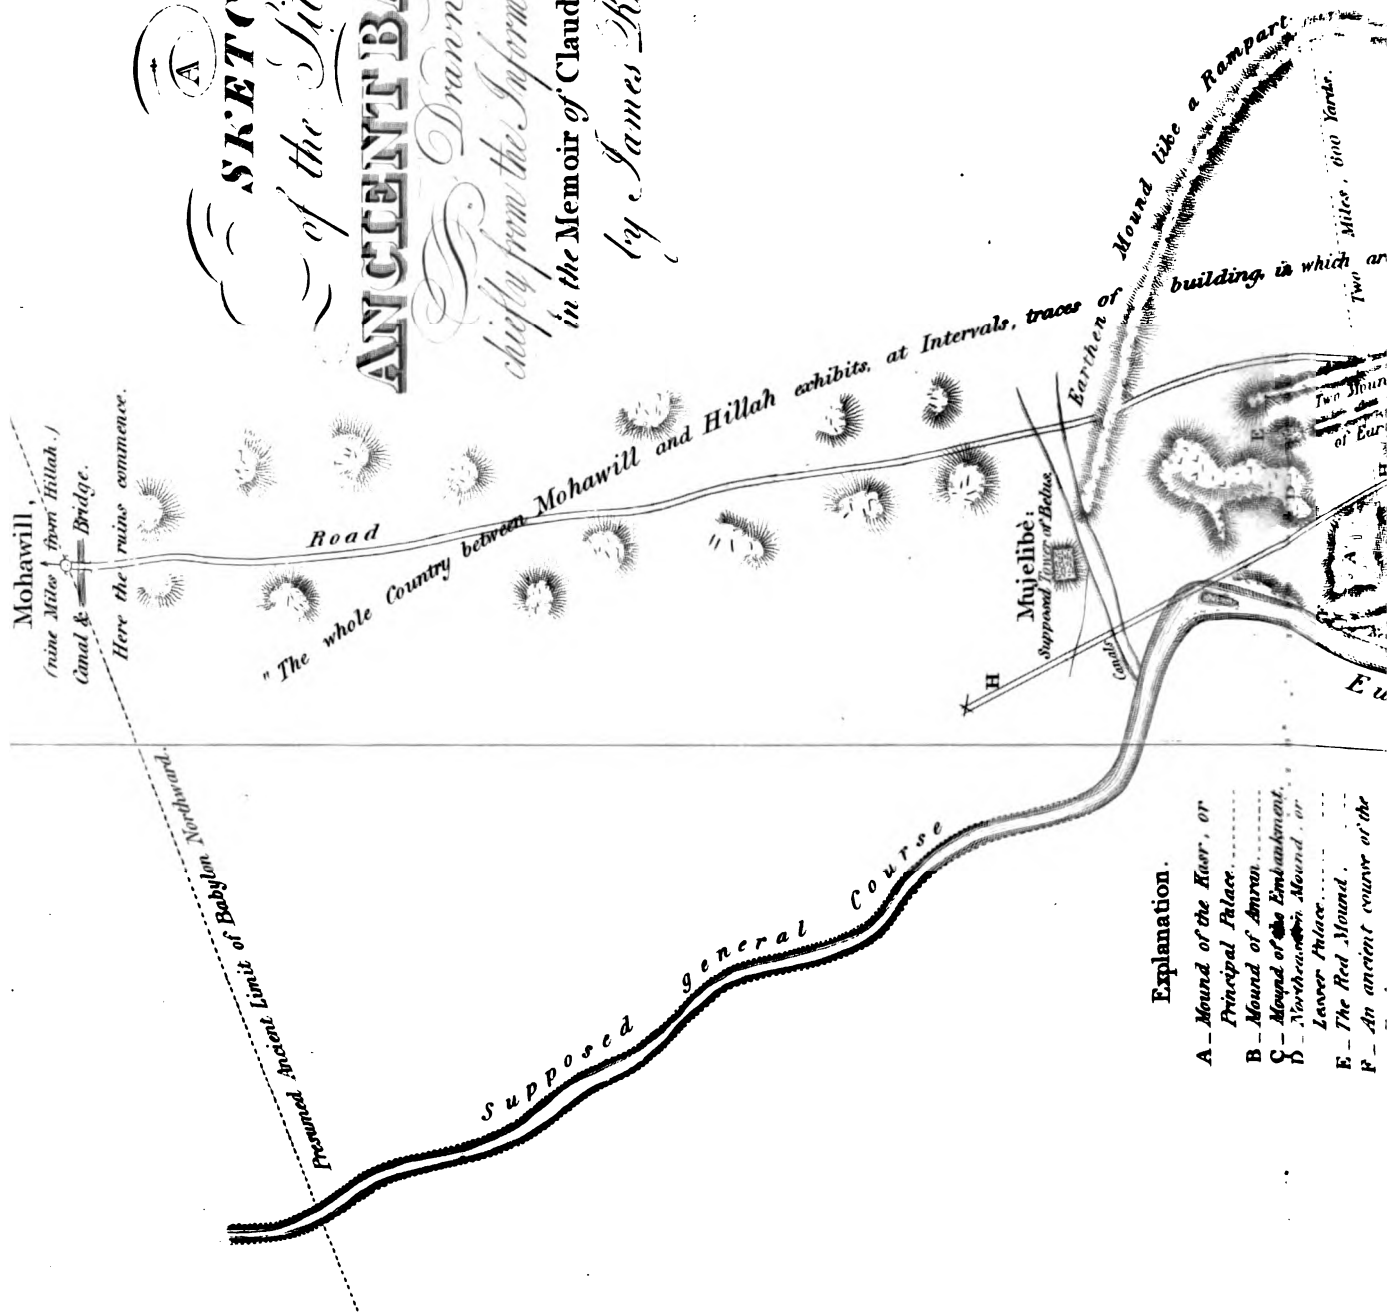 A
SKETC
of the Sit
ANCIENT BA
Drawn
chiefly from the Inform
in the Memoir of Claud
by James R
Mohawill,
(nine Miles from Hillah.)
Canal & Bridge.
Here the ruins commence.
Road
"The whole Country between Mohawill and Hillah exhibits, at Intervals, traces of building, in which ar
Earthen Mound like a Rampart.
Two Miles, 600 Yards.
Two Moun
of Ear
E
D
H
A
Mujelibè;
Supposed Tower of Belus.
Canals
H
Eu
Presumed Ancient Limit of Babylon Northward.
Supposed general Course
Explanation.
A _ Mound of the Kasr, or
Principal Palace
B _ Mound of Amran
C _ Mound of the Embankment.
D _ Northeastern Mound, or
Lesser Palace
E _ The Red Mound.
F _ An ancient course of the